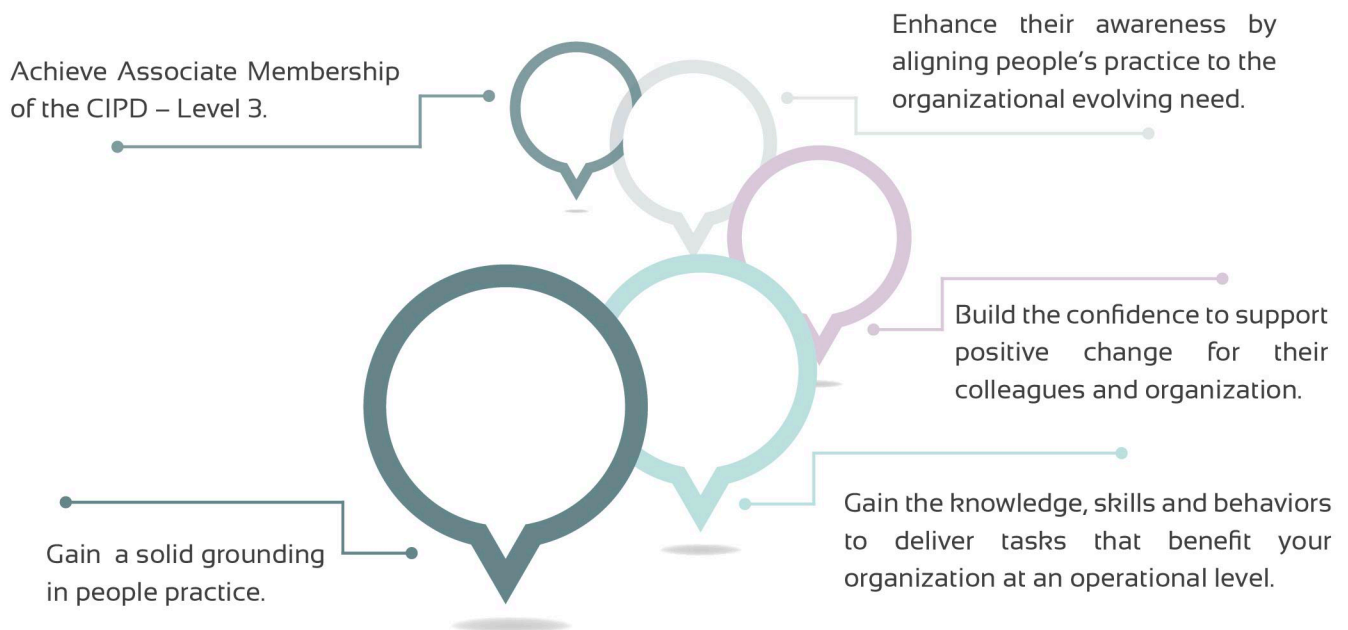 Achieve Associate Membership
of the CIPD – Level 3.
Enhance their awareness by
aligning people's practice to the
organizational evolving need.
Build the confidence to support
positive change for their
colleagues and organization.
Gain the knowledge, skills and behaviors
to deliver tasks that benefit your
organization at an operational level.
Gain a solid grounding
in people practice.